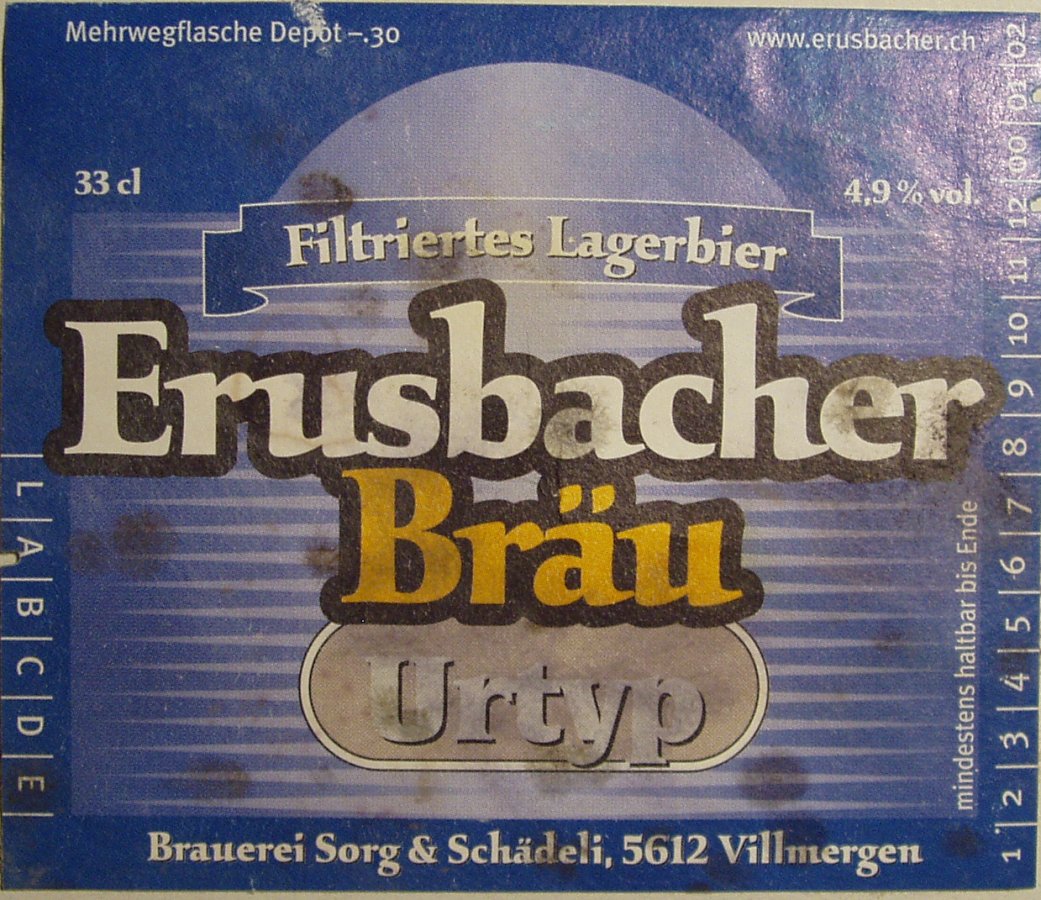 Mehrwegflasche Depot –.30
www.erusbacher.ch
33 cl
4,9 % vol.
Filtriertes Lagerbier
Erusbacher
Bräu
Urtyp
Brauerei Sorg & Schädeli, 5612 Villmergen
L | A | B | C | D | E
mindestens haltbar bis Ende
1 | 2 | 3 | 4 | 5 | 6 | 7 | 8 | 9 | 10 | 11 | 12 | 00 | 01 | 02